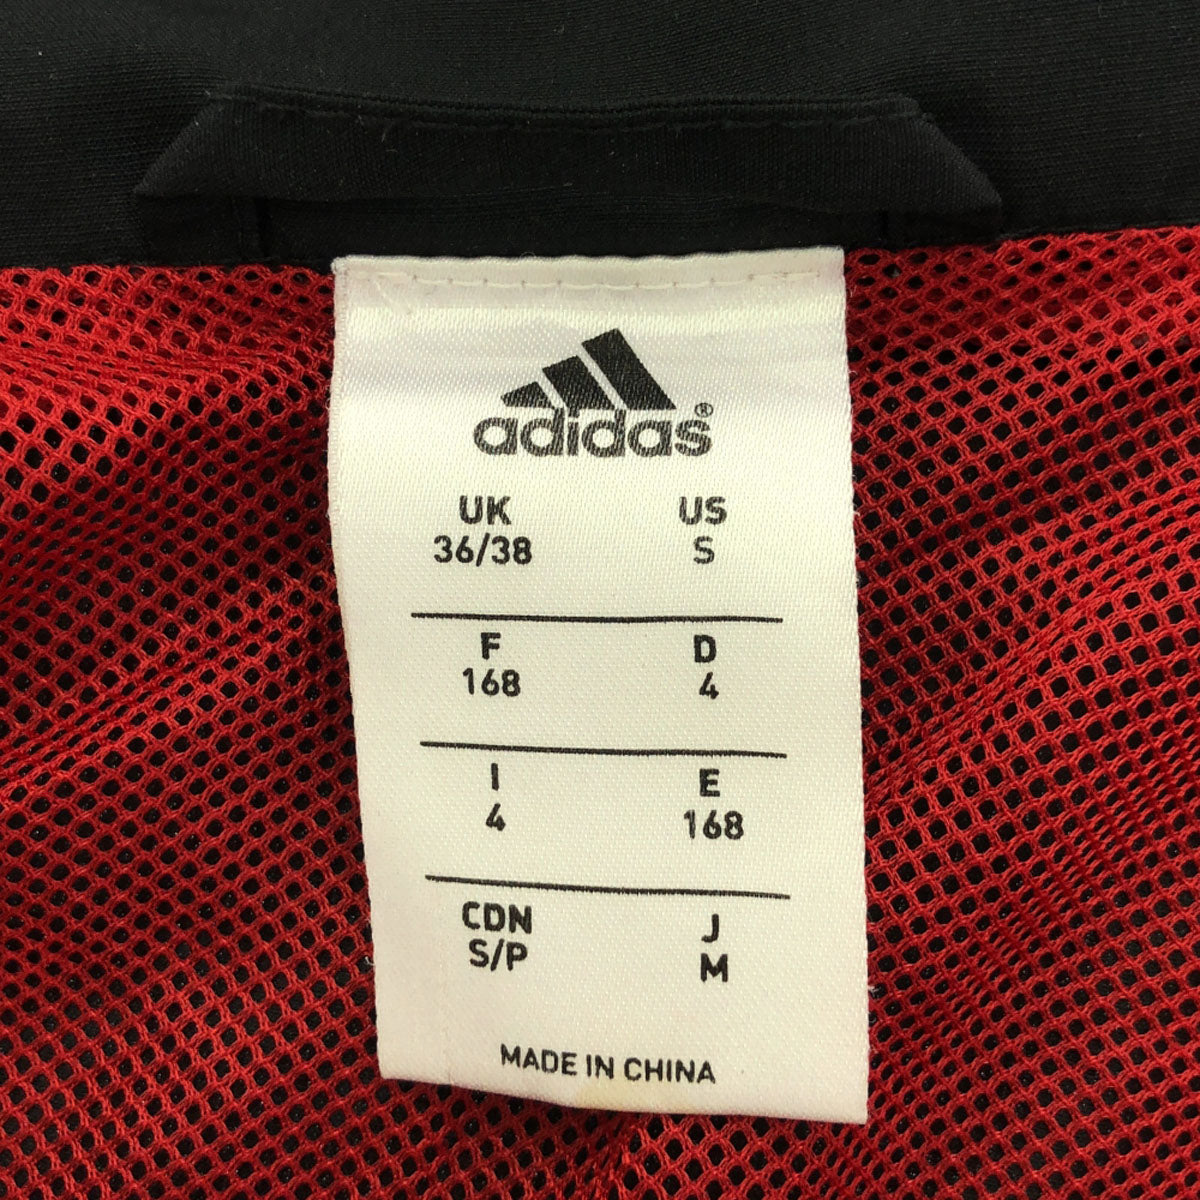 adidas®
UK US
36/38 S
F D
168 4
I E
4 168
CDN J
S/P M
MADE IN CHINA